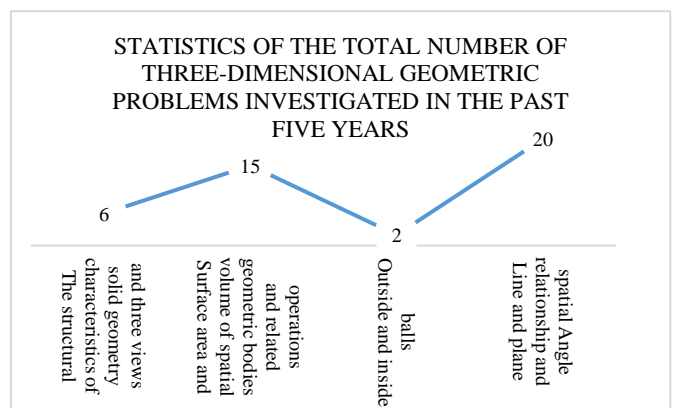 STATISTICS OF THE TOTAL NUMBER OF
THREE-DIMENSIONAL GEOMETRIC
PROBLEMS INVESTIGATED IN THE PAST
FIVE YEARS
6
15
2
20
The structural
characteristics of
solid geometry
and three views
Surface area and
volume of spatial
geometric bodies
and related
operations
Outside and inside
balls
Line and plane
relationship and
spatial Angle